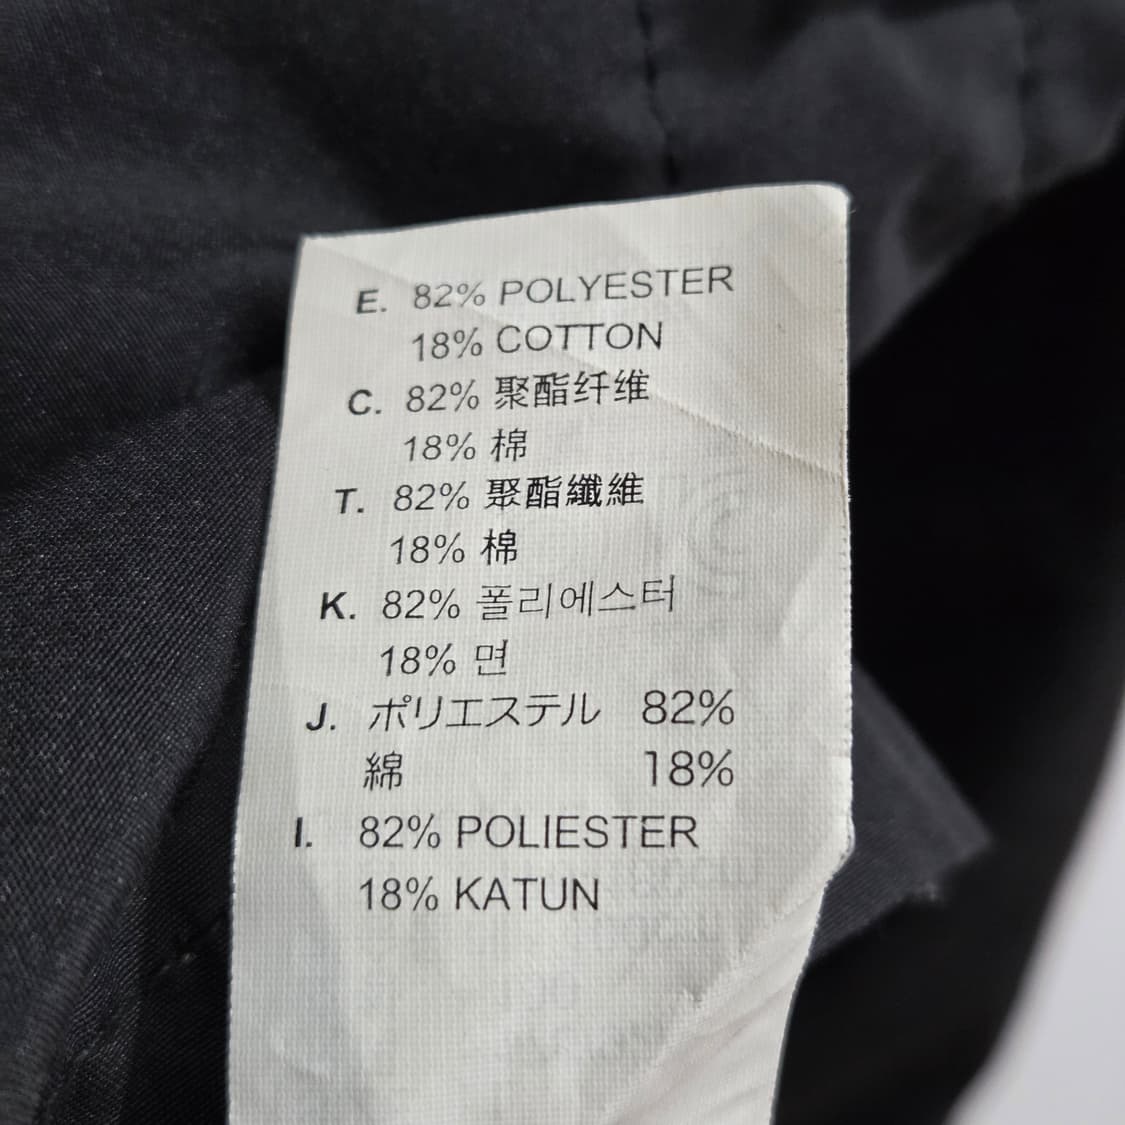 E. 82% POLYESTER
18% COTTON
C. 82% 聚酯纤维
18% 棉
T. 82% 聚酯纖維
18% 棉
K. 82% 폴리에스터
18% 면
J. ポリエステル 82%
綿 18%
I. 82% POLIESTER
18% KATUN